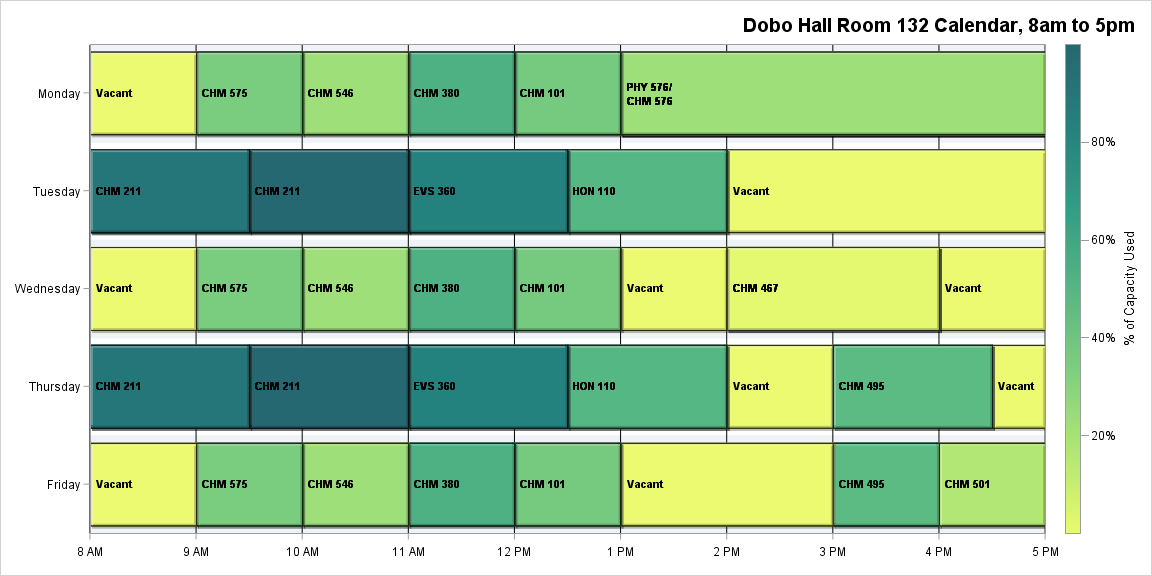 Dobo Hall Room 132 Calendar, 8am to 5pm
Monday
Vacant
CHM 575
CHM 546
CHM 380
CHM 101
PHY 576/
CHM 576
Tuesday
CHM 211
CHM 211
EVS 360
HON 110
Vacant
Wednesday
Vacant
CHM 575
CHM 546
CHM 380
CHM 101
Vacant
CHM 467
Vacant
Thursday
CHM 211
CHM 211
EVS 360
HON 110
Vacant
CHM 495
Vacant
Friday
Vacant
CHM 575
CHM 546
CHM 380
CHM 101
Vacant
CHM 495
CHM 501
8 AM
9 AM
10 AM
11 AM
12 PM
1 PM
2 PM
3 PM
4 PM
5 PM
80%
60%
40%
20%
% of Capacity Used